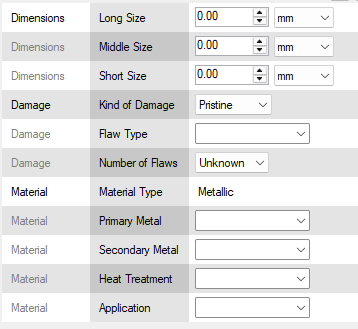 Dimensions Long Size 0.00 mm
Dimensions Middle Size 0.00 mm
Dimensions Short Size 0.00 mm
Damage Kind of Damage Pristine
Damage Flaw Type
Damage Number of Flaws Unknown
Material Material Type Metallic
Material Primary Metal
Material Secondary Metal
Material Heat Treatment
Material Application